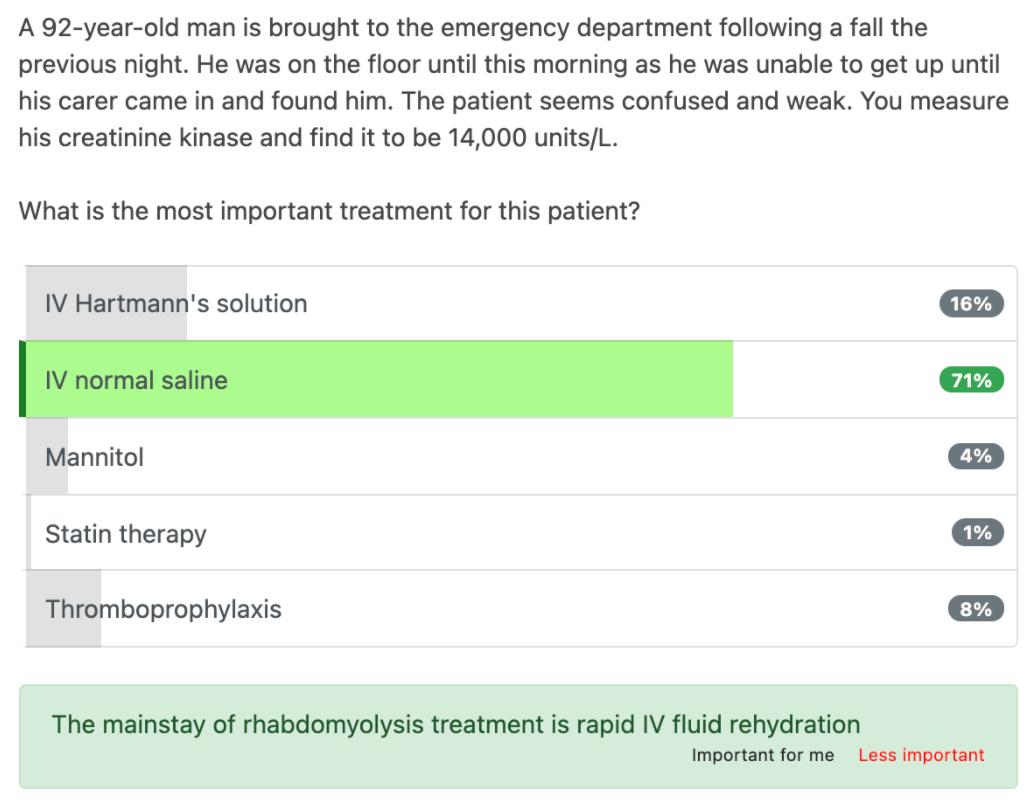 A 92-year-old man is brought to the emergency department following a fall the
previous night. He was on the floor until this morning as he was unable to get up until
his carer came in and found him. The patient seems confused and weak. You measure
his creatinine kinase and find it to be 14,000 units/L.
What is the most important treatment for this patient?
IV Hartmann's solution 16%
IV normal saline 71%
Mannitol 4%
Statin therapy 1%
Thromboprophylaxis 8%
The mainstay of rhabdomyolysis treatment is rapid IV fluid rehydration
Important for me Less important